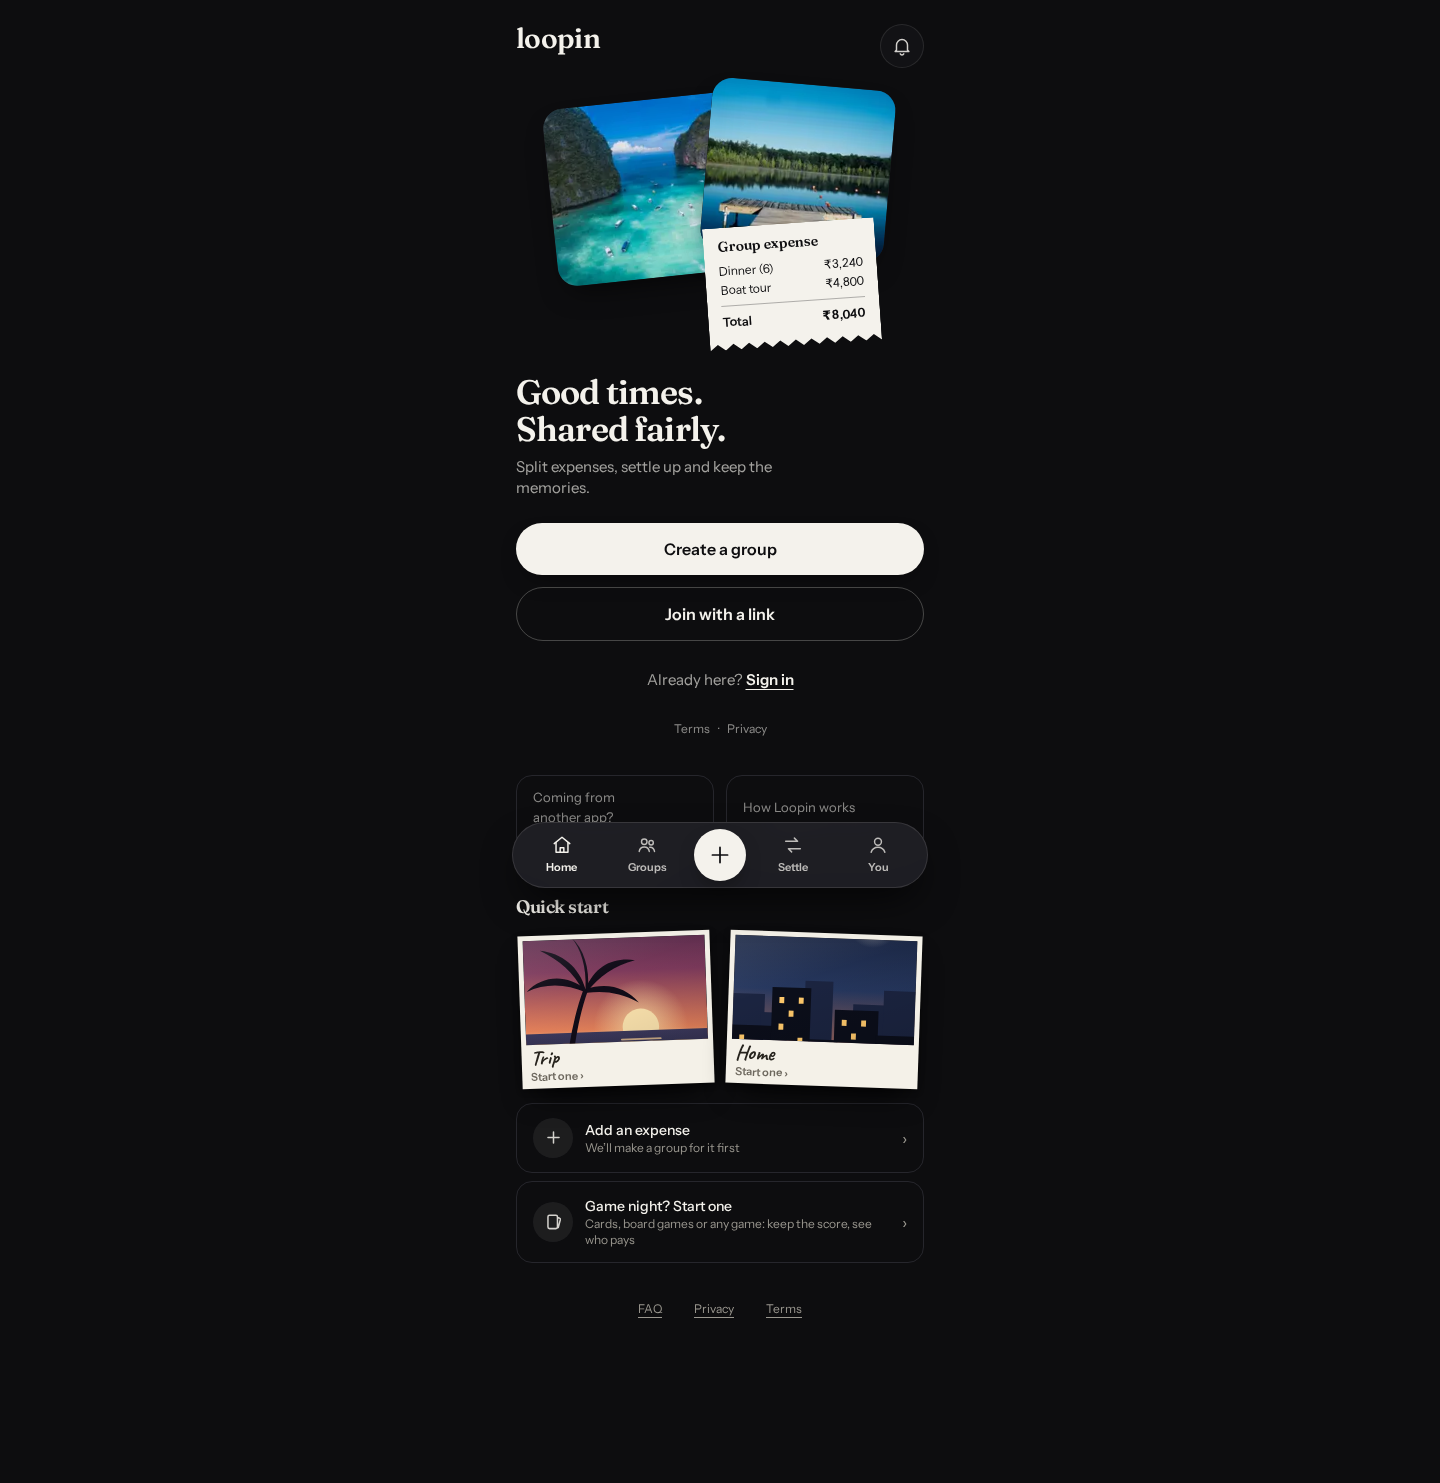 loopin
Group expense
Dinner (6) ₹3,240
Boat tour ₹4,800
Total ₹8,040
Good times.
Shared fairly.
Split expenses, settle up and keep the
memories.
Create a group
Join with a link
Already here? Sign in
Terms · Privacy
Coming from
another app?
How Loopin works
Home
Groups
Settle
You
Quick start
Trip
Start one ›
Home
Start one ›
Add an expense
We'll make a group for it first
›
Game night? Start one
Cards, board games or any game: keep the score, see
who pays
›
FAQ Privacy Terms